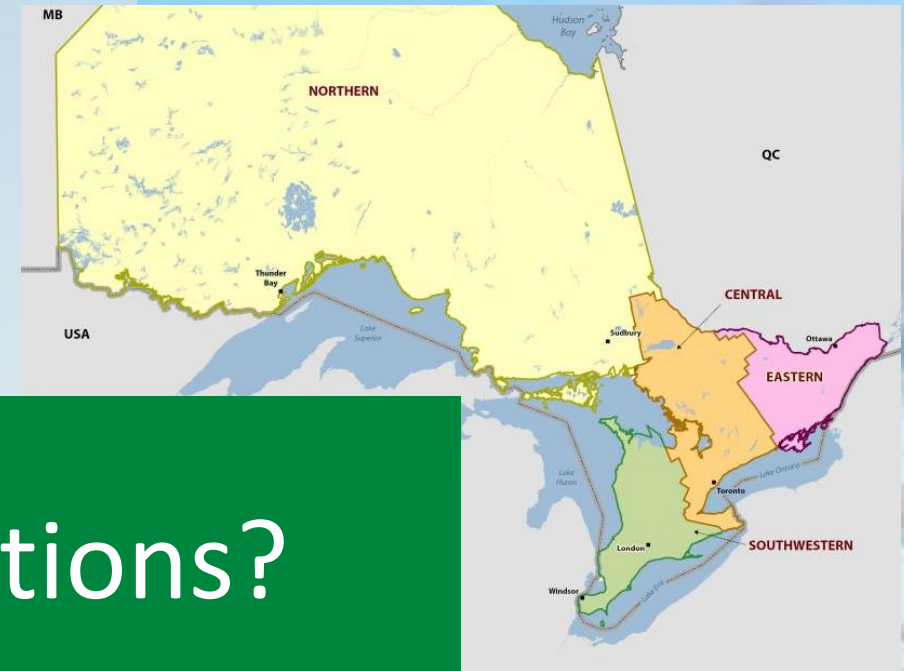 MB
Hudson
Bay
NORTHERN
QC
Thunder
Bay
CENTRAL
USA
Lake
Superior
Sudbury
Ottawa
EASTERN
Lake
Huron
Lake Ontario
Toronto
London
SOUTHWESTERN
Windsor
Lake Erie
tions?